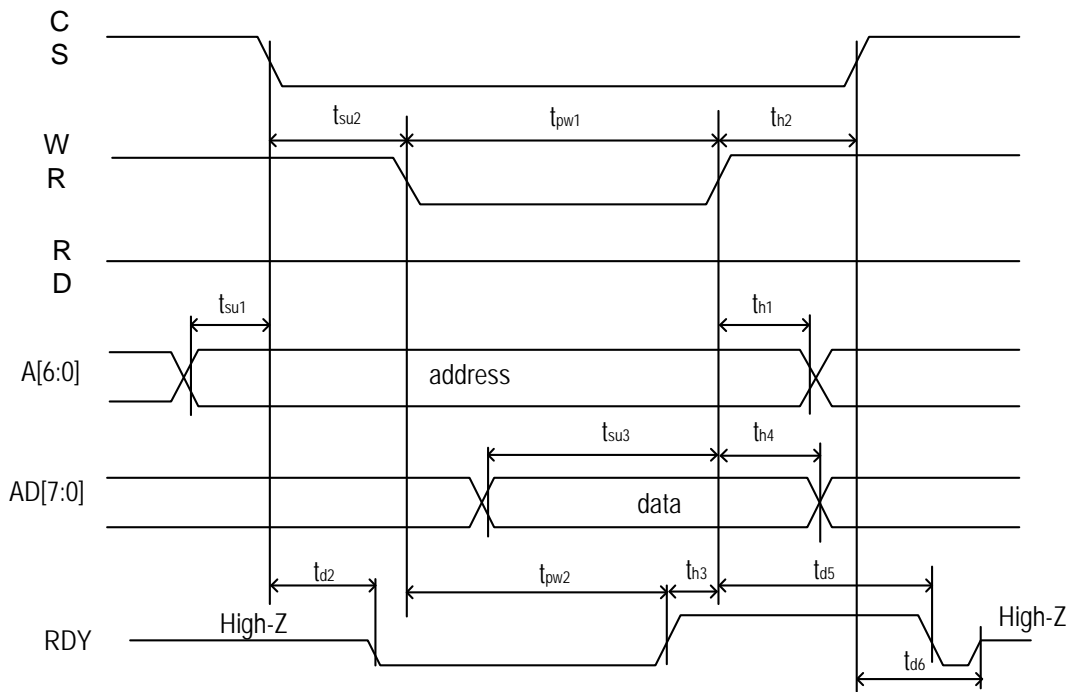 C
S
tsu2
tpw1
th2
W
R
R
D
tsu1
th1
A[6:0]
address
tsu3
th4
AD[7:0]
data
td2
tpw2
th3
td5
High-Z
High-Z
RDY
td6